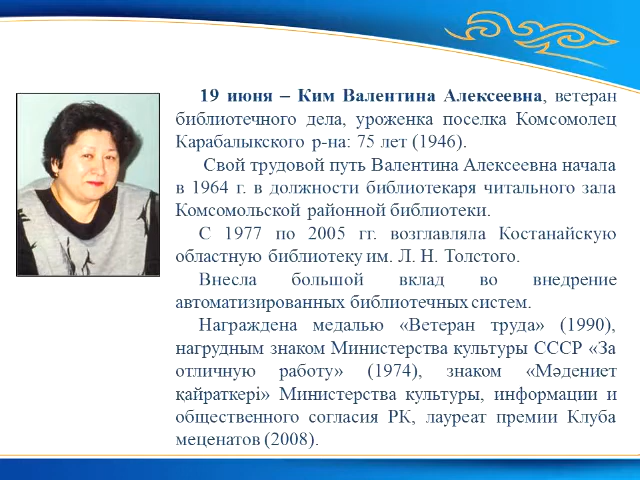 19 июня – Ким Валентина Алексеевна, ветеран
библиотечного дела, уроженка поселка Комсомолец
Карабалыкского р-на: 75 лет (1946).
Свой трудовой путь Валентина Алексеевна начала
в 1964 г. в должности библиотекаря читального зала
Комсомольской районной библиотеки.
С 1977 по 2005 гг. возглавляла Костанайскую
областную библиотеку им. Л. Н. Толстого.
Внесла большой вклад во внедрение
автоматизированных библиотечных систем.
Награждена медалью «Ветеран труда» (1990),
нагрудным знаком Министерства культуры СССР «За
отличную работу» (1974), знаком «Мәдениет
қайраткері» Министерства культуры, информации и
общественного согласия РК, лауреат премии Клуба
меценатов (2008).